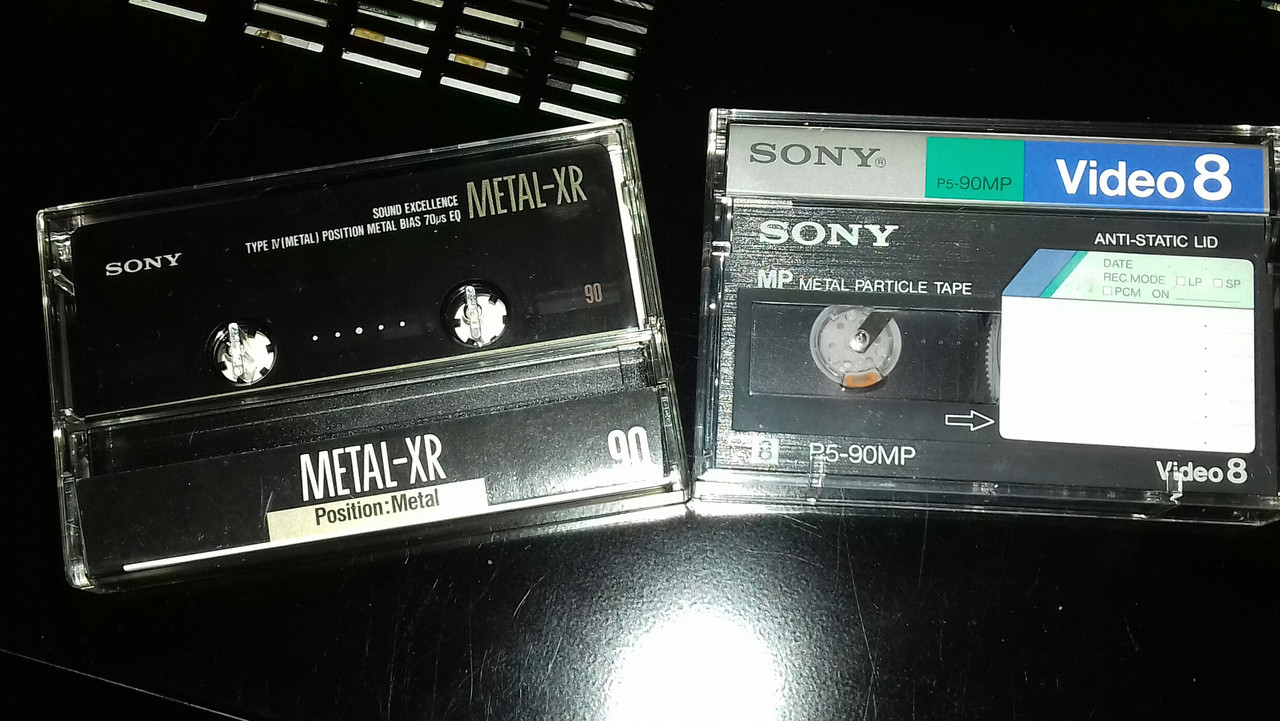 SOUND EXCELLENCE METAL-XR
TYPE IV (METAL) POSITION METAL BIAS 70µs EQ
SONY
90
METAL-XR 90
Position:Metal
SONY® P5-90MP Video 8
SONY
ANTI-STATIC LID
MP METAL PARTICLE TAPE
DATE
REC.MODE □LP □SP
□PCM ON
8 P5-90MP
Video 8